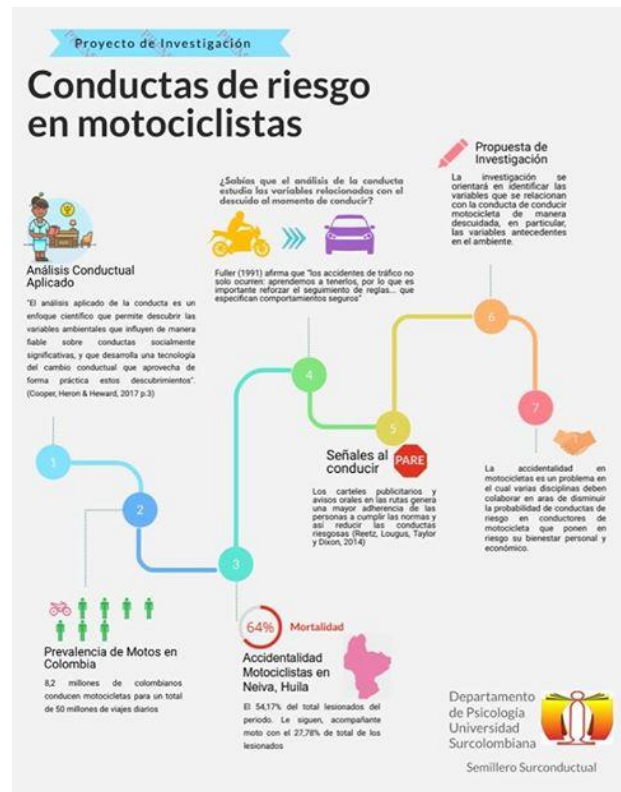 Proyecto de Investigación
Conductas de riesgo
en motociclistas
Análisis Conductual
Aplicado
"El análisis aplicado de la conducta es un
enfoque científico que permite describir las
variables ambientales que influyen de manera
fiable sobre conductas socialmente
significativas, y que desarrolla una tecnología
del cambio conductual que aprovecha de
forma práctica estos descubrimientos".
(Cooper, Heron & Heward, 2017 p.3)
1
2
Prevalencia de Motos en
Colombia
8,2 millones de colombianos
conducen motocicletas para un total
de 50 millones de viajes diarios
3
64%
Mortalidad
Accidentalidad
Motociclistas en
Neiva, Huila
El 54,17% del total lesionados del
periodo. Le siguen, acompañante
moto con el 27,78% de total de los
lesionados
¿Sabías que el análisis de la conducta
estudia las variables relacionadas con el
descuido al momento de conducir?
Fuller (1991) afirma que "los accidentes de tráfico no
solo ocurren: aprendemos a tenerlos, por lo que es
importante reforzar el seguimiento de reglas... que
especifican comportamientos seguros"
4
5
Señales al
conducir
PARE
Los carteles publicitarios y
avisos orales en las rutas genera
una mayor adherencia de las
personas a cumplir las normas y
así reducir las conductas
riesgosas (Reetz, Lougus, Taylor
y Dixon, 2014)
Propuesta de
Investigación
La investigación se
orientará en identificar las
variables que se relacionan
con la conducta de conducir
motocicleta de manera
descuidada, en particular,
las variables antecedentes
en el ambiente.
6
7
La accidentalidad en
motocicletas es un problema en
el cual varias disciplinas deben
colaborar en aras de disminuir
la probabilidad de conductas de
riesgo en conductores de
motocicleta que ponen en
riesgo su bienestar personal y
económico.
Departamento
de Psicología
Universidad
Surcolombiana
Semillero Surconductual